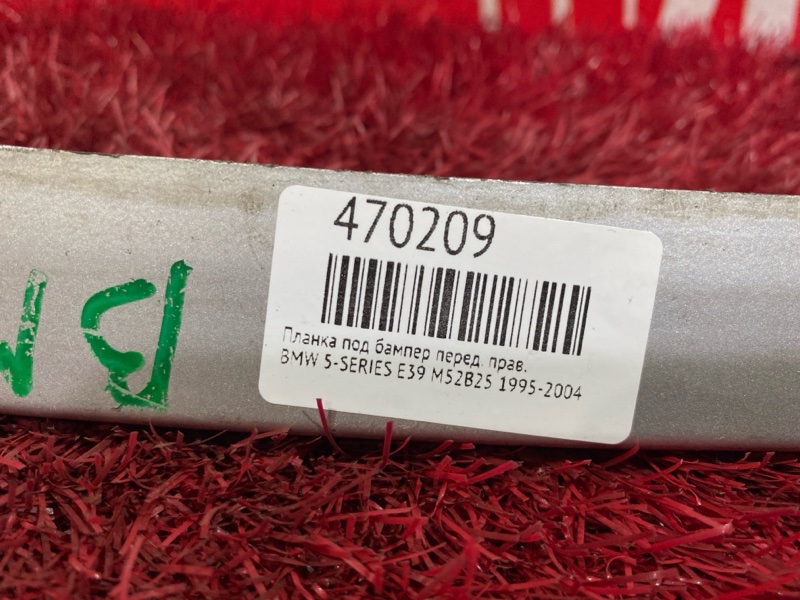 470209
Планка под бампер перед. прав.
BMW 5-SERIES E39 M52B25 1995-2004